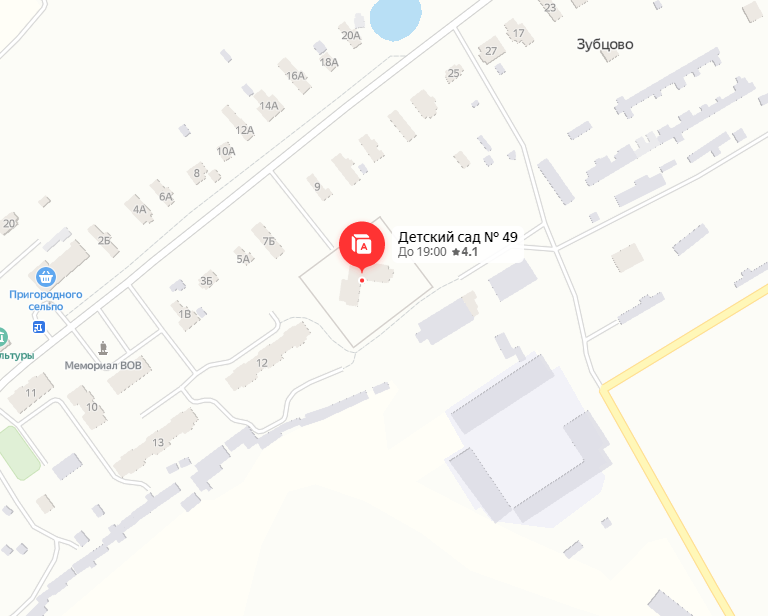 23
17
20А
Зубцово
27
18А
16А
25
14А
12А
10А
8
9
6А
4А
20
2Б
7Б
Детский сад № 49
До 19:00 ★4.1
5А
3Б
Пригородного
сельпо
1В
льтуры
Мемориал ВОВ
12
11
10
13